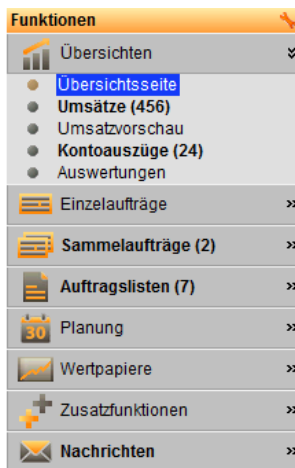 Funktionen
Übersichten
Übersichtsseite
Umsätze (456)
Umsatzvorschau
Kontoauszüge (24)
Auswertungen
Einzelaufträge
Sammelaufträge (2)
Auftragslisten (7)
30 Planung
Wertpapiere
Zusatzfunktionen
Nachrichten